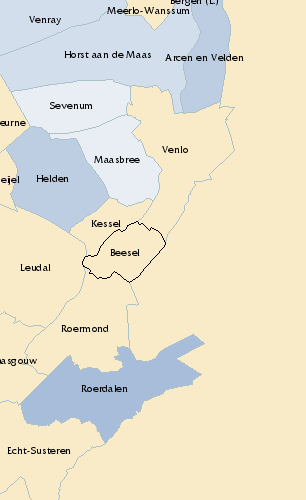 Bergen (L.)
Meerlo-Wanssum
Venray
Horst aan de Maas
Arcen en Velden
Sevenum
eurne
Venlo
Maasbree
eijel
Helden
Kessel
Beesel
Leudal
Roermond
asgouw
Roerdalen
Echt-Susteren